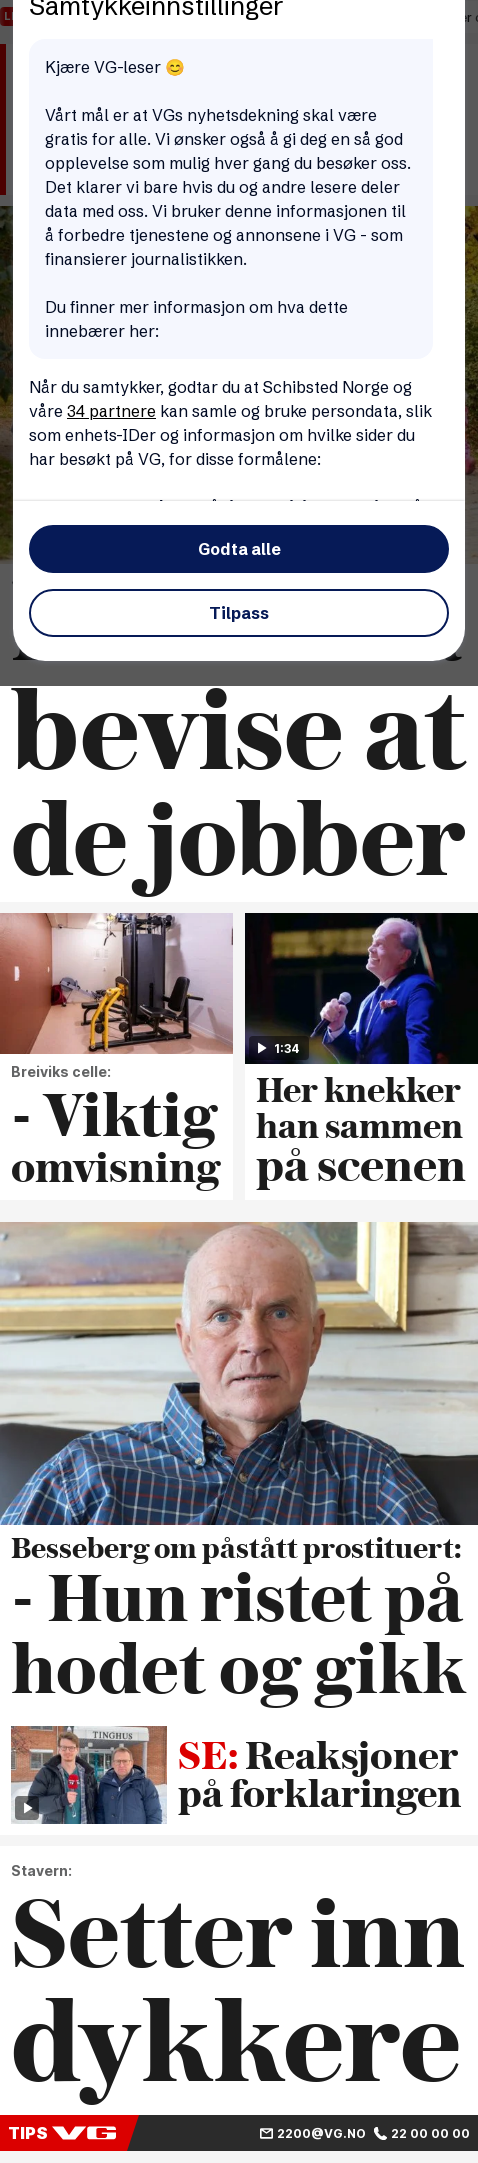 Samtykkeinnstillinger
Kjære VG-leser 😊
Vårt mål er at VGs nyhetsdekning skal være
gratis for alle. Vi ønsker også å gi deg en så god
opplevelse som mulig hver gang du besøker oss.
Det klarer vi bare hvis du og andre lesere deler
data med oss. Vi bruker denne informasjonen til
å forbedre tjenestene og annonsene i VG - som
finansierer journalistikken.
Du finner mer informasjon om hva dette
innebærer her:
Når du samtykker, godtar du at Schibsted Norge og
våre 34 partnere kan samle og bruke persondata, slik
som enhets-IDer og informasjon om hvilke sider du
har besøkt på VG, for disse formålene:
Godta alle
Tilpass
bevise at
de jobber
1:34
Breiviks celle:
- Viktig
omvisning
Her knekker
han sammen
på scenen
Besseberg om påstått prostituert:
- Hun ristet på
hodet og gikk
TINGHUS
SE: Reaksjoner
på forklaringen
Stavern:
Setter inn
dykkere
TIPS VG 2200@VG.NO 22 00 00 00